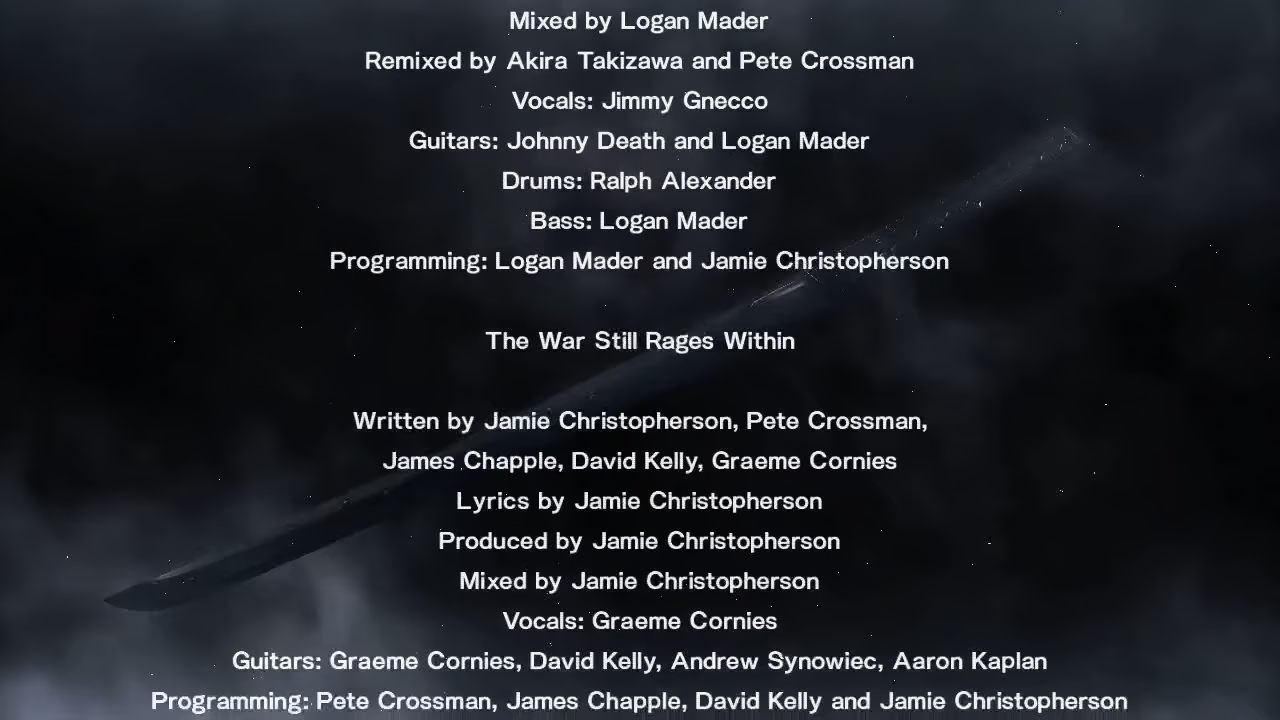 Mixed by Logan Mader
Remixed by Akira Takizawa and Pete Crossman
Vocals: Jimmy Gnecco
Guitars: Johnny Death and Logan Mader
Drums: Ralph Alexander
Bass: Logan Mader
Programming: Logan Mader and Jamie Christopherson
The War Still Rages Within
Written by Jamie Christopherson, Pete Crossman,
James Chapple, David Kelly, Graeme Cornies
Lyrics by Jamie Christopherson
Produced by Jamie Christopherson
Mixed by Jamie Christopherson
Vocals: Graeme Cornies
Guitars: Graeme Cornies, David Kelly, Andrew Synowiec, Aaron Kaplan
Programming: Pete Crossman, James Chapple, David Kelly and Jamie Christopherson